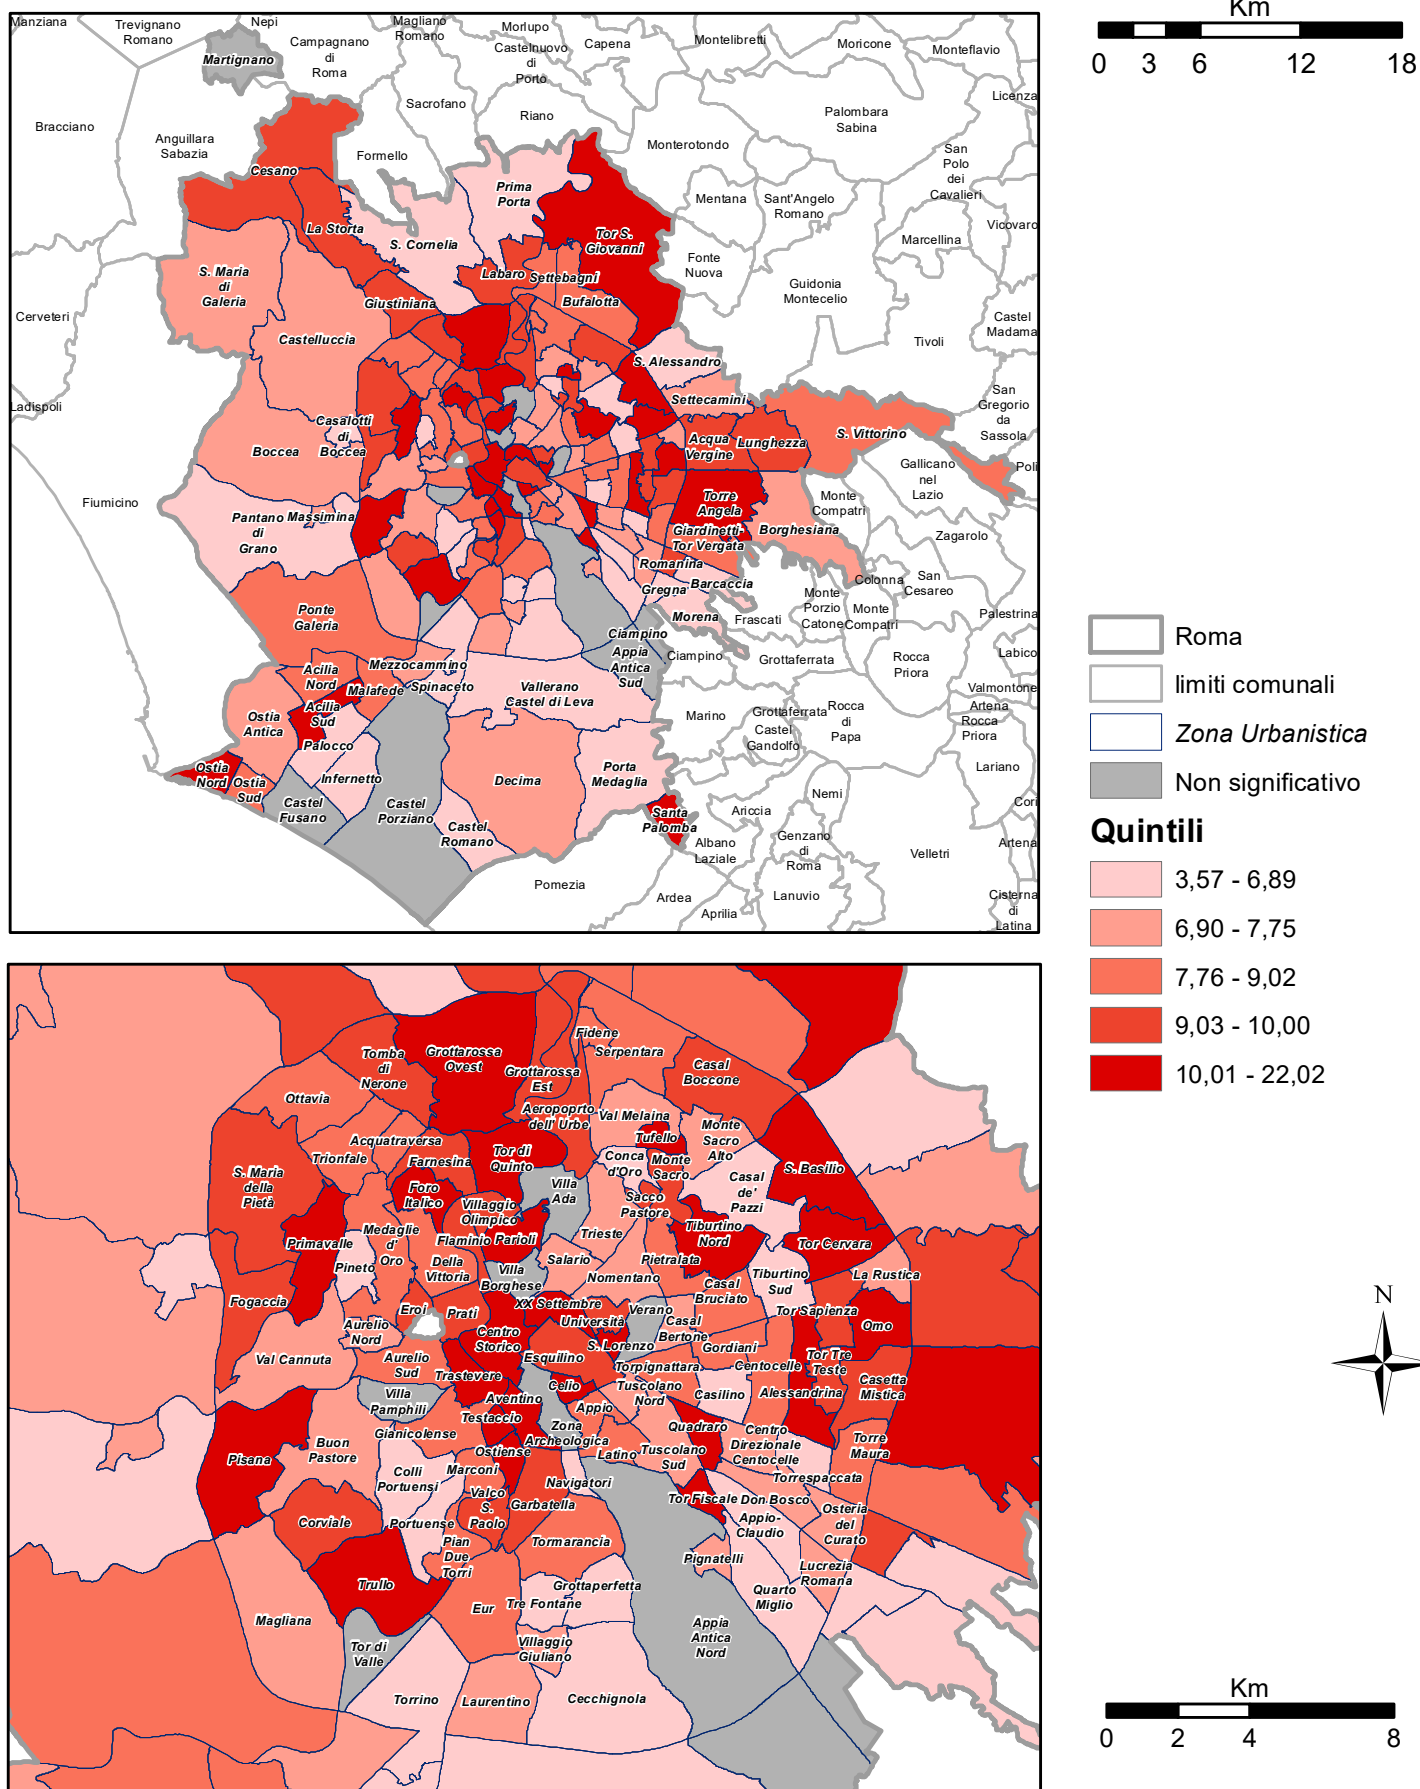 Manziana
Trevignano
Romano
Nepi
Magliano
Romano
Morlupo
Castelnuovo
di
Porto
Capena
Montelibretti
Moricone
Monteflavio
Martignano
Campagnano
di
Roma
Sacrofano
Riano
Licenza
Palombara
Sabina
Bracciano
Anguillara
Sabazia
Formello
Monterotondo
San
Polo
dei
Cavalieri
Cesano
Prima
Porta
Mentana
Sant'Angelo
Romano
Vicovaro
La Storta
S. Cornelia
Tor S.
Giovanni
Marcellina
Fonte
Nuova
S. Maria
di
Galeria
Labaro
Settebagni
Guidonia
Montecelio
Giustiniana
Bufalotta
Cerveteri
Castel
Madama
Castelluccia
Tivoli
S. Alessandro
Ladispoli
Settecamini
San
Gregorio
da
Sassola
Casalotti
di
Boccea
Boccea
Acqua
Vergine
Lunghezza
S. Vittorino
Gallicano
nel
Lazio
Poli
Fiumicino
Pantano
di
Grano
Massimina
Torre
Angela
Monte
Compatri
Giardinetti-
Tor Vergata
Borghesiana
Zagarolo
Romanina
Colonna
San
Cesareo
Gregna
Barcaccia
Monte
Porzio
Catone
Monte
Compatri
Palestrina
Ponte
Galeria
Morena
Frascati
Ciampino
Ciampino
Grottaferrata
Rocca
Priora
Labico
Appia
Antica
Sud
Acilia
Nord
Mezzocammino
Malafede
Spinaceto
Vallerano
Castel di Leva
Valmontone
Artena
Rocca
Priora
Ostia
Antica
Acilia
Sud
Marino
Grottaferrata
Castel
Gandolfo
Rocca
di
Papa
Palocco
Ostia
Nord
Ostia
Sud
Infernetto
Decima
Porta
Medaglia
Lariano
Castel
Fusano
Castel
Porziano
Castel
Romano
Santa
Palomba
Ariccia
Nemi
Cori
Albano
Laziale
Genzano
di
Roma
Velletri
Artena
Pomezia
Ardea
Aprilia
Lanuvio
Cisterna
di
Latina
Km
0 3 6 12 18
Roma
limiti comunali
Zona Urbanistica
Non significativo
Quintili
3,57 - 6,89
6,90 - 7,75
7,76 - 9,02
9,03 - 10,00
10,01 - 22,02
Tomba
di
Nerone
Grottarossa
Ovest
Grottarossa
Est
Fidene
Serpentara
Casal
Boccone
Ottavia
Aeropoprto
dell' Urbe
Val Melaina
Monte
Sacro
Alto
Tufello
Acquatraversa
Trionfale
Farnesina
Tor di
Quinto
Conca
d'Oro
Monte
Sacro
S. Basilio
S. Maria
della
Pietà
Foro
Italico
Villa
Ada
Casal
de'
Pazzi
Villaggio
Olimpico
Sacco
Pastore
Primavalle
Medaglie
d'
Oro
Flaminio
Parioli
Trieste
Tiburtino
Nord
Tor Cervara
Pineto
Della
Vittoria
Villa
Borghese
Salario
Nomentano
Pietralata
Casal
Bruciato
Tiburtino
Sud
La Rustica
Fogaccia
Eroi
Prati
XX Settembre
Università
Verano
Tor Sapienza
Omo
Aurelio
Nord
Centro
Storico
S. Lorenzo
Casal
Bertone
Gordiani
Val Cannuta
Aurelio
Sud
Esquilino
Torpignattara
Centocelle
Tor Tre
Teste
Trastevere
Celio
Tuscolano
Nord
Casilino
Alessandrina
Casetta
Mistica
Villa
Pamphili
Aventino
Appio
Testaccio
Zona
Archeologica
Gianicolense
Quadraro
Centro
Direzionale
Centocelle
Torre
Maura
Buon
Pastore
Pisana
Ostiense
Latino
Tuscolano
Sud
Colli
Portuensi
Marconi
Navigatori
Torrespaccata
Valco
S.
Paolo
Garbatella
Tor Fiscale
Don Bosco
Osteria
del
Curato
Corviale
Portuense
Appio-
Claudio
Pian
Due
Torri
Tormarancia
Pignatelli
Lucrezia
Romana
Trullo
Grottaperfetta
Quarto
Miglio
Magliana
Eur
Tre Fontane
Tor di
Valle
Villaggio
Giuliano
Appia
Antica
Nord
Torrino
Laurentino
Cecchignola
N
Km
0 2 4 8